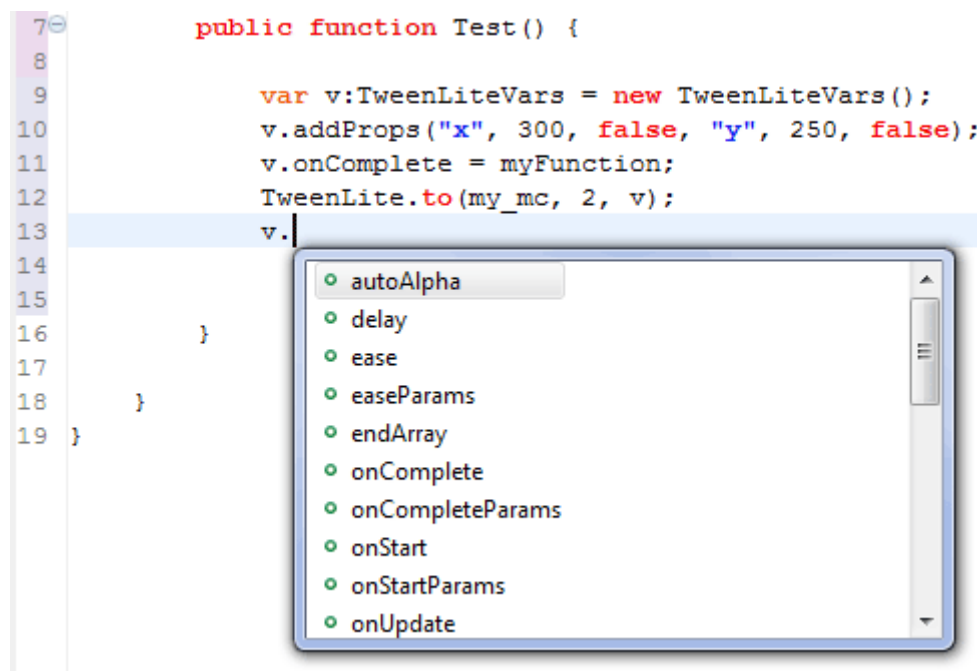 7 public function Test() {
8
9 var v:TweenLiteVars = new TweenLiteVars();
10 v.addProps("x", 300, false, "y", 250, false);
11 v.onComplete = myFunction;
12 TweenLite.to(my_mc, 2, v);
13 v.
14
15
16 }
17
18 }
19 }
autoAlpha
delay
ease
easeParams
endArray
onComplete
onCompleteParams
onStart
onStartParams
onUpdate